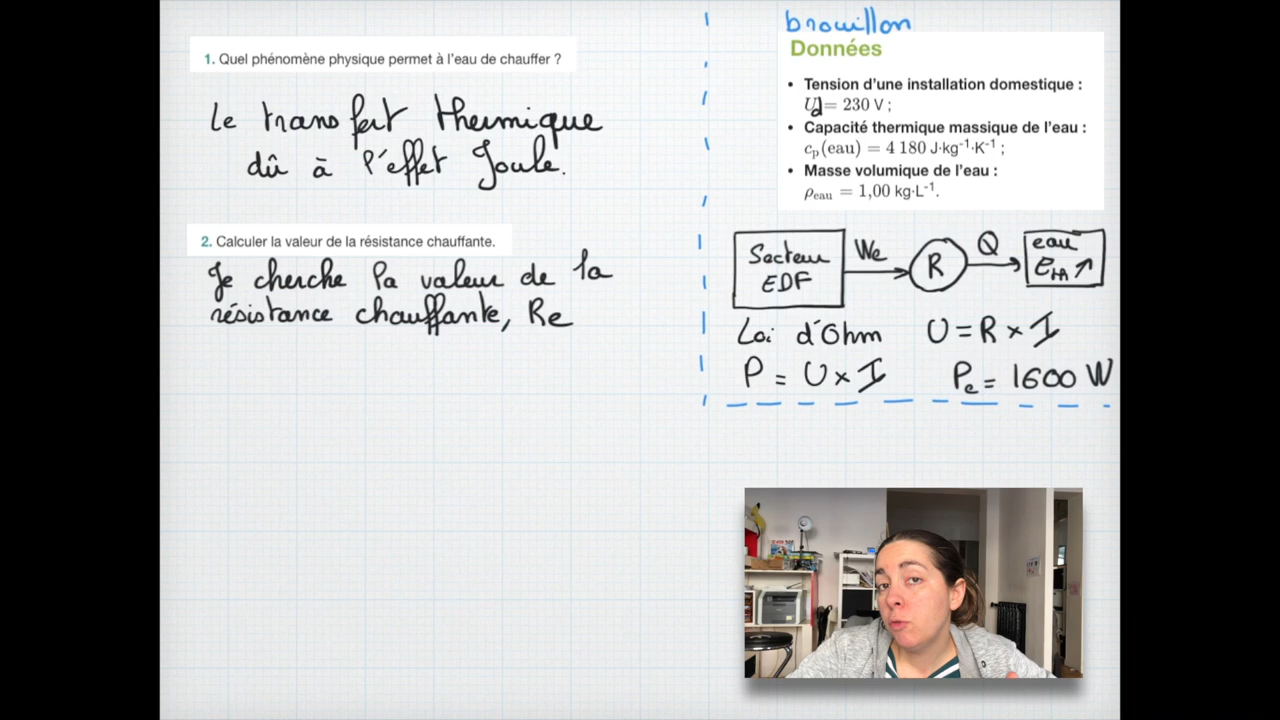 1. Quel phénomène physique permet à l'eau de chauffer ?
Le transfert thermique
dû à l'effet Joule.
2. Calculer la valeur de la résistance chauffante.
Je cherche la valeur de la
résistance chauffante, Re
brouillon
Données
• Tension d'une installation domestique :
Ud = 230 V ;
• Capacité thermique massique de l'eau :
cp(eau) = 4 180 J·kg⁻¹·K⁻¹ ;
• Masse volumique de l'eau :
ρeau = 1,00 kg·L⁻¹.
Secteur EDF We R Q eau
Eth ↗
Loi d'Ohm U = R × I
P = U × I Pe = 1600 W